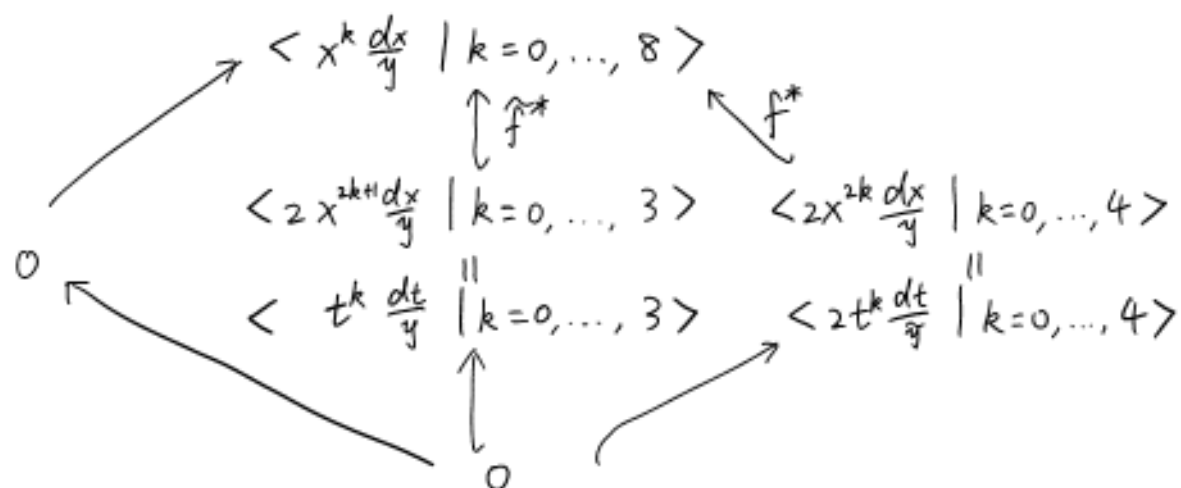 < x^k dx/y | k=0, ..., 8 >
f̃* f*
< 2 x^{2k+1} dx/y | k=0, ..., 3 > < 2x^{2k} dx/y | k=0, ..., 4 >
0 || ||
< t^k dt/y | k=0, ..., 3 > < 2t^k dt/ỹ | k=0, ..., 4 >
0